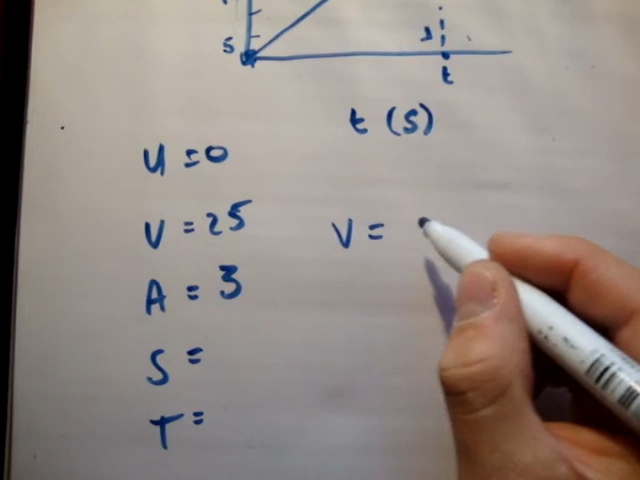 S
t
t (s)
u = 0
V = 25
V =
A = 3
S =
T =